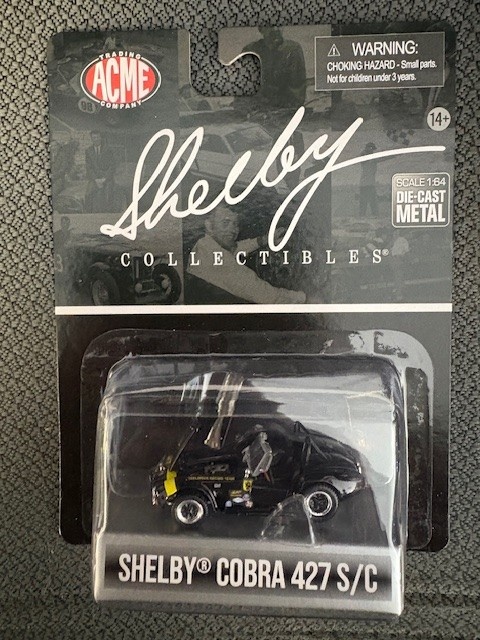 TRADING
ACME
COMPANY
⚠ WARNING:
CHOKING HAZARD - Small parts.
Not for children under 3 years.
14+
Shelby
COLLECTIBLES®
SCALE 1:64
DIE-CAST
METAL
SHELBY® COBRA 427 S/C